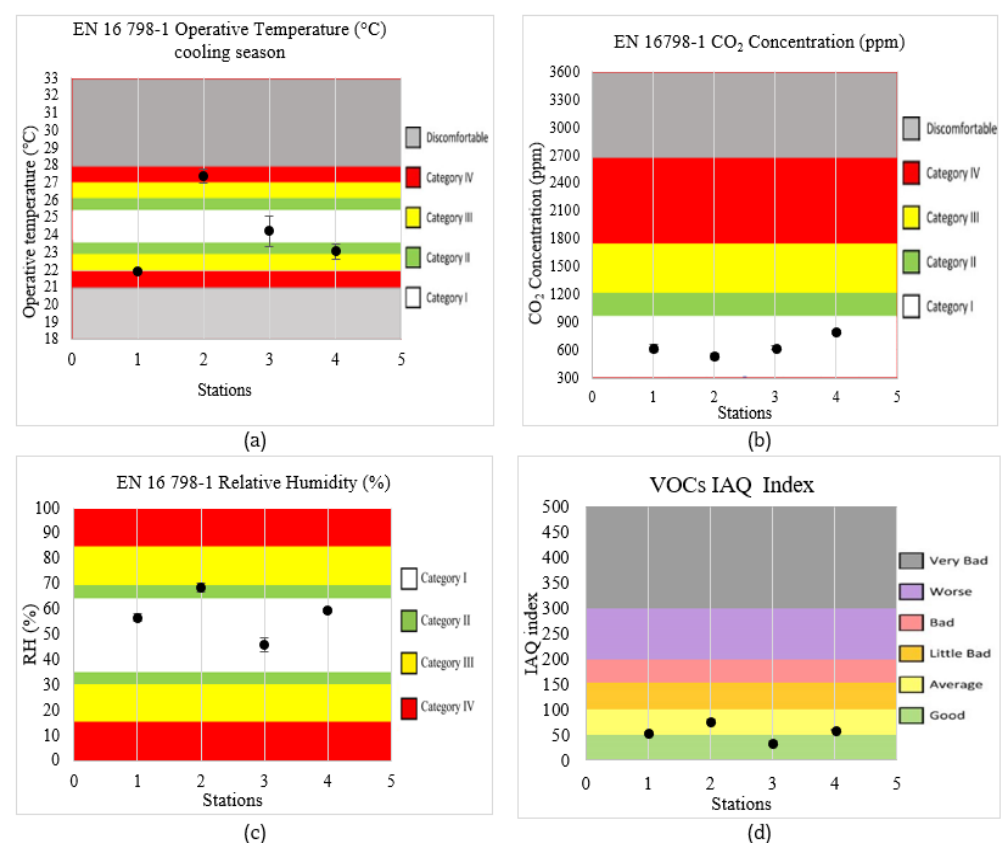 EN 16 798-1 Operative Temperature (°C)
cooling season
Operative temperature (°C)
33
32
31
30
29
28
27
26
25
24
23
22
21
20
19
18
0 1 2 3 4 5
Stations
Discomfortable
Category IV
Category III
Category II
Category I
(a)
EN 16798-1 CO₂ Concentration (ppm)
CO₂ Concentration (ppm)
3600
3300
3000
2700
2400
2100
1800
1500
1200
900
600
300
0 1 2 3 4 5
Stations
Discomfortable
Category IV
Category III
Category II
Category I
(b)
EN 16 798-1 Relative Humidity (%)
RH (%)
100
90
80
70
60
50
40
30
20
10
0
0 1 2 3 4 5
Stations
Category I
Category II
Category III
Category IV
(c)
VOCs IAQ Index
IAQ index
500
450
400
350
300
250
200
150
100
50
0
0 1 2 3 4 5
Stations
Very Bad
Worse
Bad
Little Bad
Average
Good
(d)